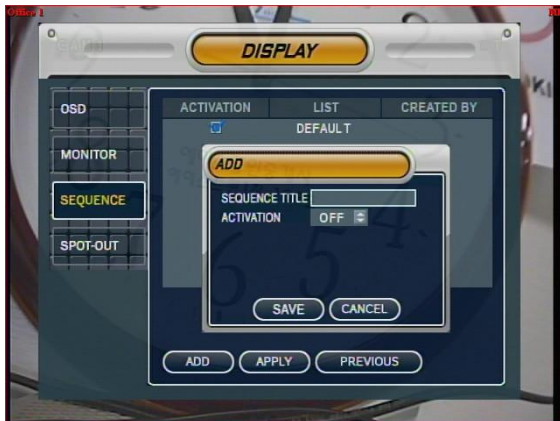 Office 1
DISPLAY
OSD
MONITOR
SEQUENCE
SPOT-OUT
ACTIVATION LIST CREATED BY
DEFAULT
ADD
SEQUENCE TITLE
ACTIVATION OFF
SAVE CANCEL
ADD APPLY PREVIOUS